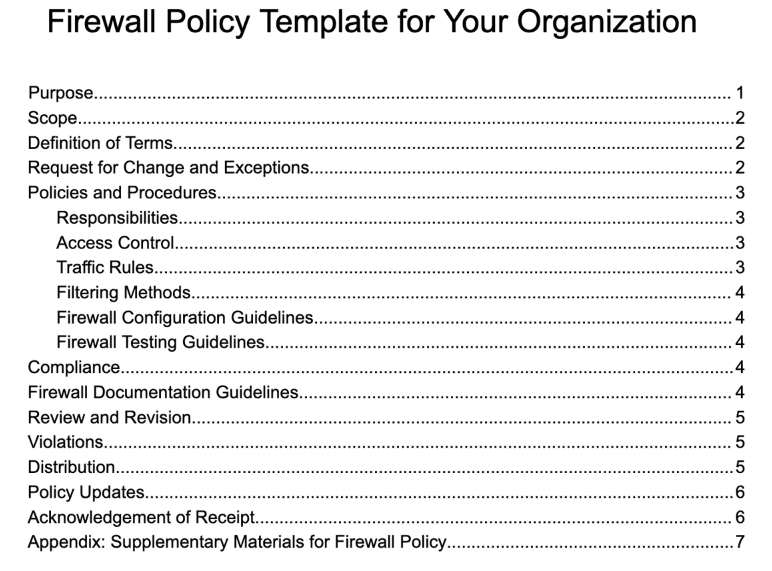 Firewall Policy Template for Your Organization
Purpose.................................................................................................................................... 1
Scope.......................................................................................................................................2
Definition of Terms...................................................................................................................2
Request for Change and Exceptions.......................................................................................2
Policies and Procedures..........................................................................................................3
Responsibilities..................................................................................................................3
Access Control...................................................................................................................3
Traffic Rules.......................................................................................................................3
Filtering Methods............................................................................................................... 4
Firewall Configuration Guidelines...................................................................................... 4
Firewall Testing Guidelines................................................................................................4
Compliance..............................................................................................................................4
Firewall Documentation Guidelines......................................................................................... 4
Review and Revision............................................................................................................... 5
Violations................................................................................................................................. 5
Distribution...............................................................................................................................5
Policy Updates.........................................................................................................................6
Acknowledgement of Receipt.................................................................................................. 6
Appendix: Supplementary Materials for Firewall Policy...........................................................7